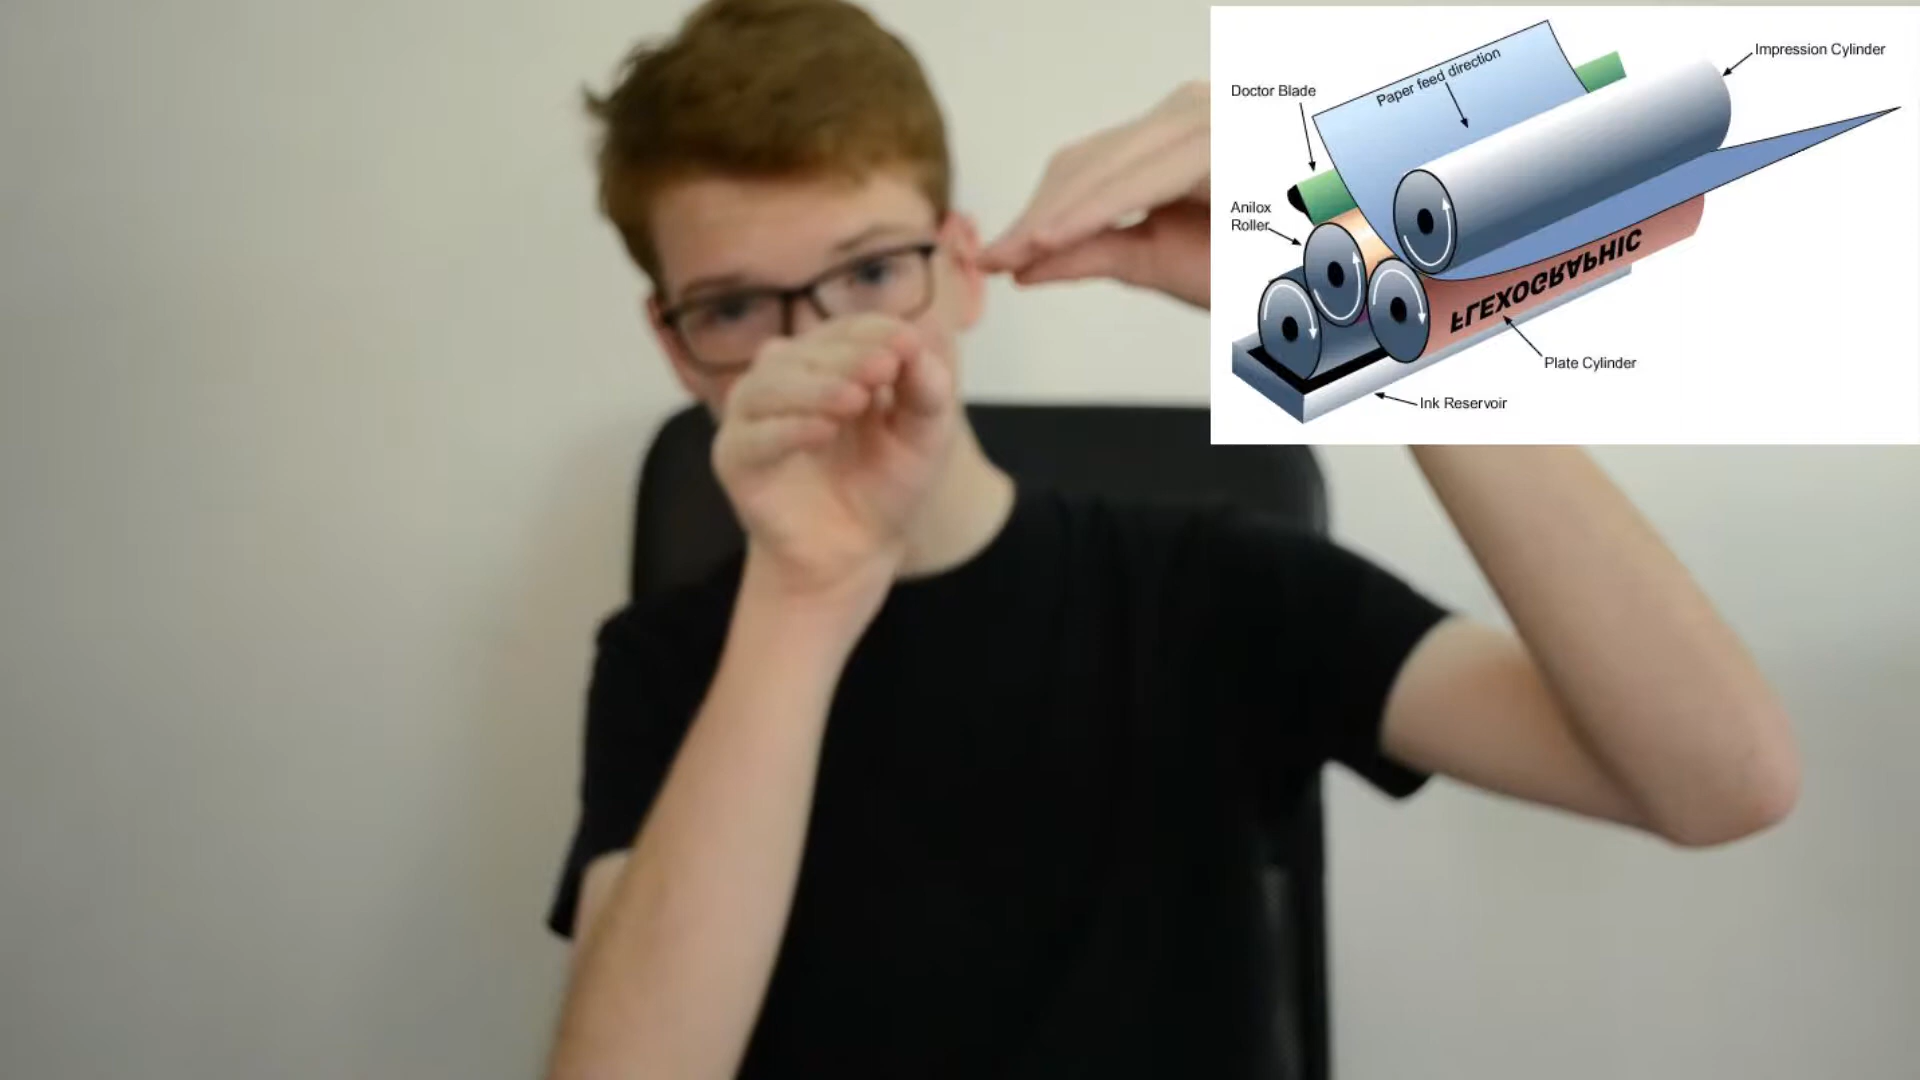 Impression Cylinder
Paper feed direction
Doctor Blade
Anilox
Roller
FLEXOGRAPHIC
Plate Cylinder
Ink Reservoir